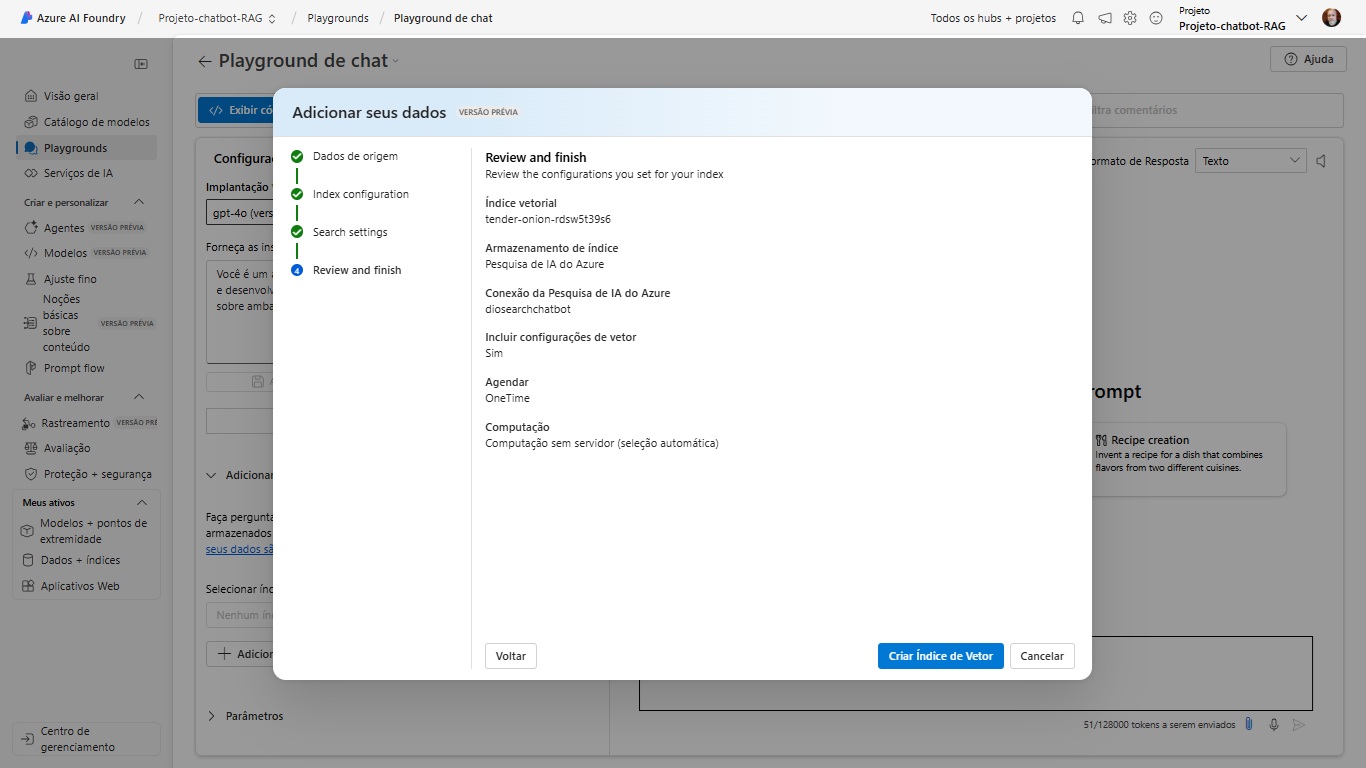 Azure AI Foundry / Projeto-chatbot-RAG / Playgrounds / Playground de chat
Todos os hubs + projetos
Projeto
Projeto-chatbot-RAG
Playground de chat
Ajuda
Visão geral
Catálogo de modelos
Playgrounds
Serviços de IA
Criar e personalizar
Agentes VERSÃO PRÉVIA
Modelos VERSÃO PRÉVIA
Ajuste fino
Noções
básicas
sobre
conteúdo
VERSÃO PRÉVIA
Prompt flow
Avaliar e melhorar
Rastreamento VERSÃO PRÉ
Avaliação
Proteção + segurança
Meus ativos
Modelos + pontos de
extremidade
Dados + índices
Aplicativos Web
Centro de
gerenciamento
Exibir có
Configura
Implantação
gpt-4o (vers
Forneça as ins
Você é um a
e desenvolv
sobre amba
Adicionar
Faça pergunta
armazenados
seus dados sã
Selecionar índ
Nenhum ín
Adicion
Parâmetros
Adicionar seus dados VERSÃO PRÉVIA
Dados de origem
Index configuration
Search settings
4 Review and finish
Review and finish
Review the configurations you set for your index
Índice vetorial
tender-onion-rdsw5t39s6
Armazenamento de índice
Pesquisa de IA do Azure
Conexão da Pesquisa de IA do Azure
diosearchchatbot
Incluir configurações de vetor
Sim
Agendar
OneTime
Computação
Computação sem servidor (seleção automática)
Voltar
Criar Índice de Vetor
Cancelar
iltra comentários
ormato de Resposta
Texto
rompt
Recipe creation
Invent a recipe for a dish that combines
flavors from two different cuisines.
51/128000 tokens a serem enviados